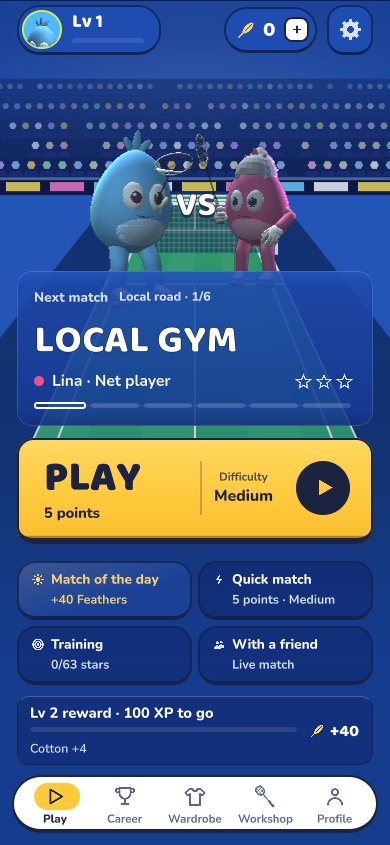 Lv 1
0 +
VS
Next match Local road · 1/6
LOCAL GYM
Lina · Net player
PLAY
5 points
Difficulty
Medium
Match of the day
+40 Feathers
Quick match
5 points · Medium
Training
0/63 stars
With a friend
Live match
Lv 2 reward · 100 XP to go
+40
Cotton +4
Play
Career
Wardrobe
Workshop
Profile